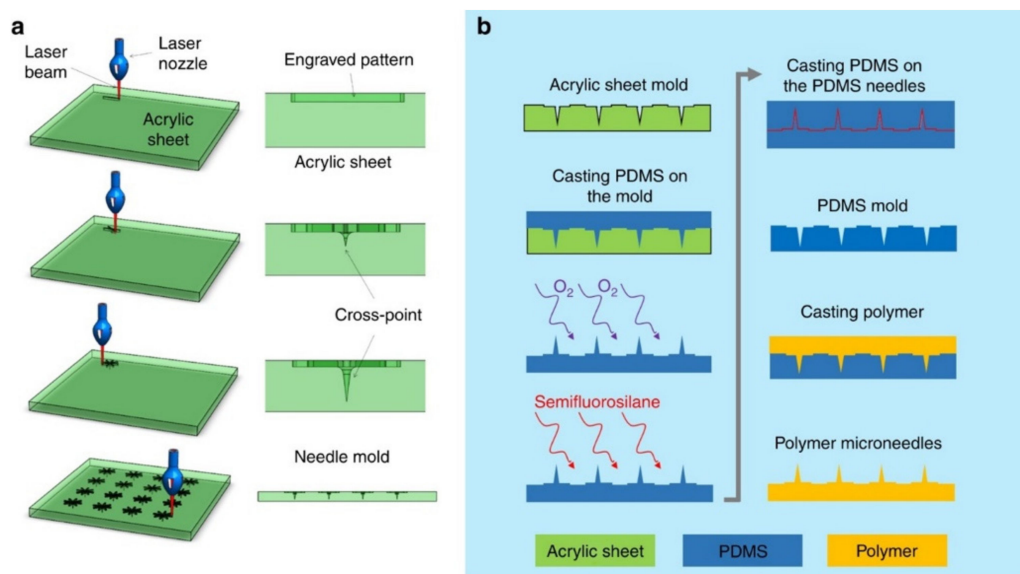 a
Laser
nozzle
Laser
beam
Acrylic
sheet
Engraved pattern
Acrylic sheet
Cross-point
Needle mold
b
Acrylic sheet mold
Casting PDMS on
the mold
O2 O2
Semifluorosilane
Casting PDMS on
the PDMS needles
PDMS mold
Casting polymer
Polymer microneedles
Acrylic sheet
PDMS
Polymer